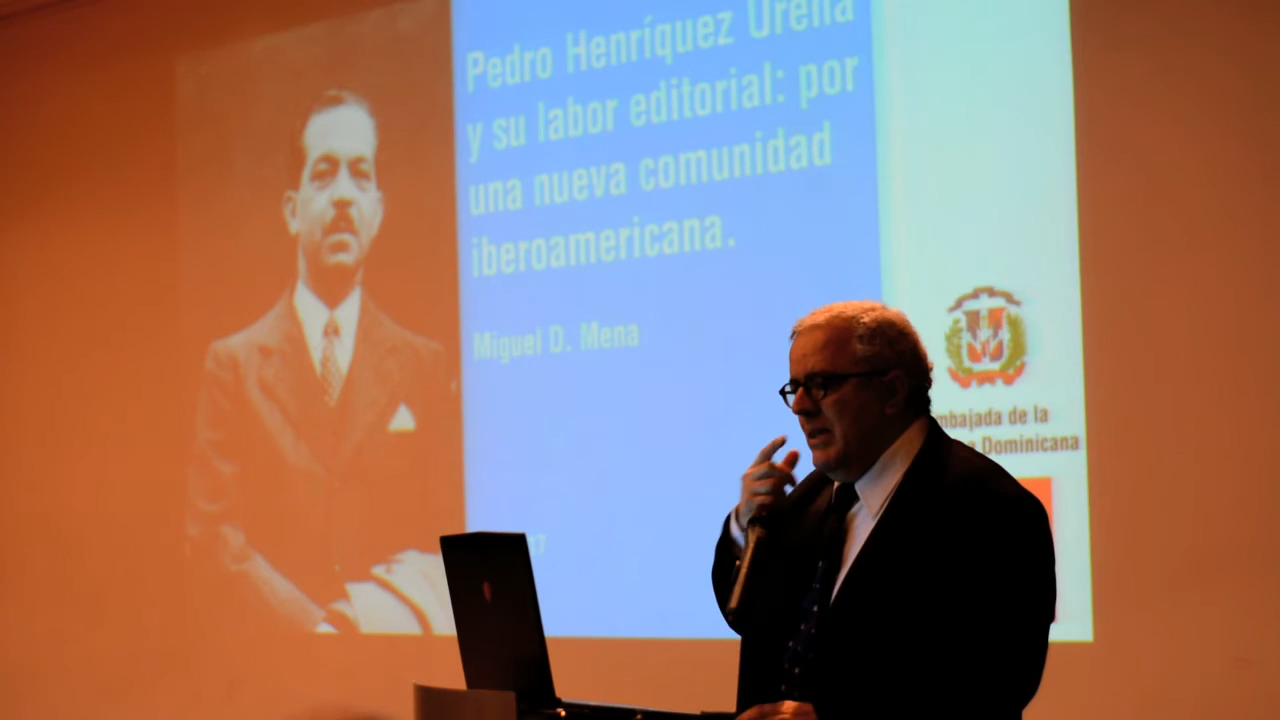 Pedro Henríquez Ureña
y su labor editorial: por
una nueva comunidad
iberoamericana.
Miguel D. Mena
mbajada de la
Dominicana